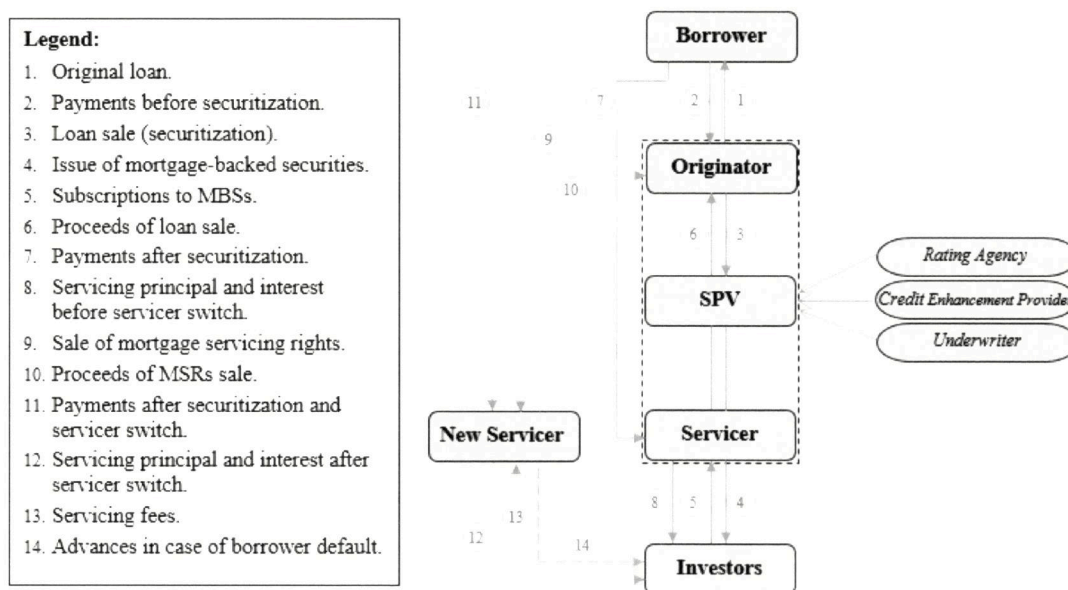 Legend:
1. Original loan.
2. Payments before securitization.
3. Loan sale (securitization).
4. Issue of mortgage-backed securities.
5. Subscriptions to MBSs.
6. Proceeds of loan sale.
7. Payments after securitization.
8. Servicing principal and interest
before servicer switch.
9. Sale of mortgage servicing rights.
10. Proceeds of MSRs sale.
11. Payments after securitization and
servicer switch.
12. Servicing principal and interest after
servicer switch.
13. Servicing fees.
14. Advances in case of borrower default.
Borrower
11
7
2
1
9
Originator
10
6
3
Rating Agency
SPV
Credit Enhancement Provide
Underwriter
New Servicer
Servicer
8
5
4
13
12
14
Investors